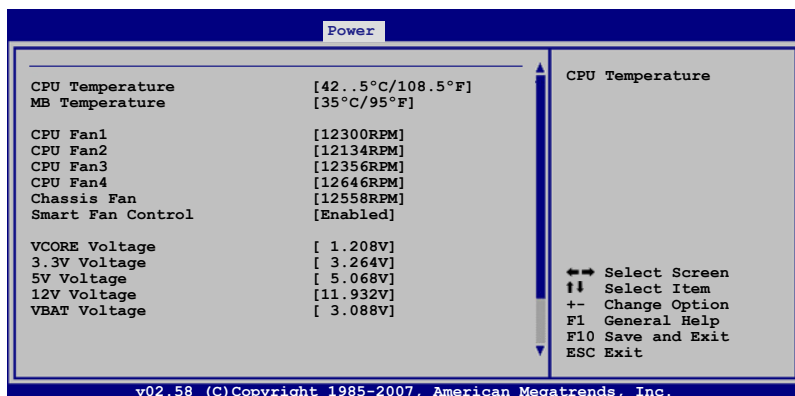 Power
CPU Temperature [42..5°C/108.5°F]
MB Temperature [35°C/95°F]
CPU Fan1 [12300RPM]
CPU Fan2 [12134RPM]
CPU Fan3 [12356RPM]
CPU Fan4 [12646RPM]
Chassis Fan [12558RPM]
Smart Fan Control [Enabled]
VCORE Voltage [ 1.208V]
3.3V Voltage [ 3.264V]
5V Voltage [ 5.068V]
12V Voltage [11.932V]
VBAT Voltage [ 3.088V]
CPU Temperature
←→ Select Screen
↑↓ Select Item
+- Change Option
F1 General Help
F10 Save and Exit
ESC Exit
v02.58 (C)Copyright 1985-2007, American Megatrends, Inc.